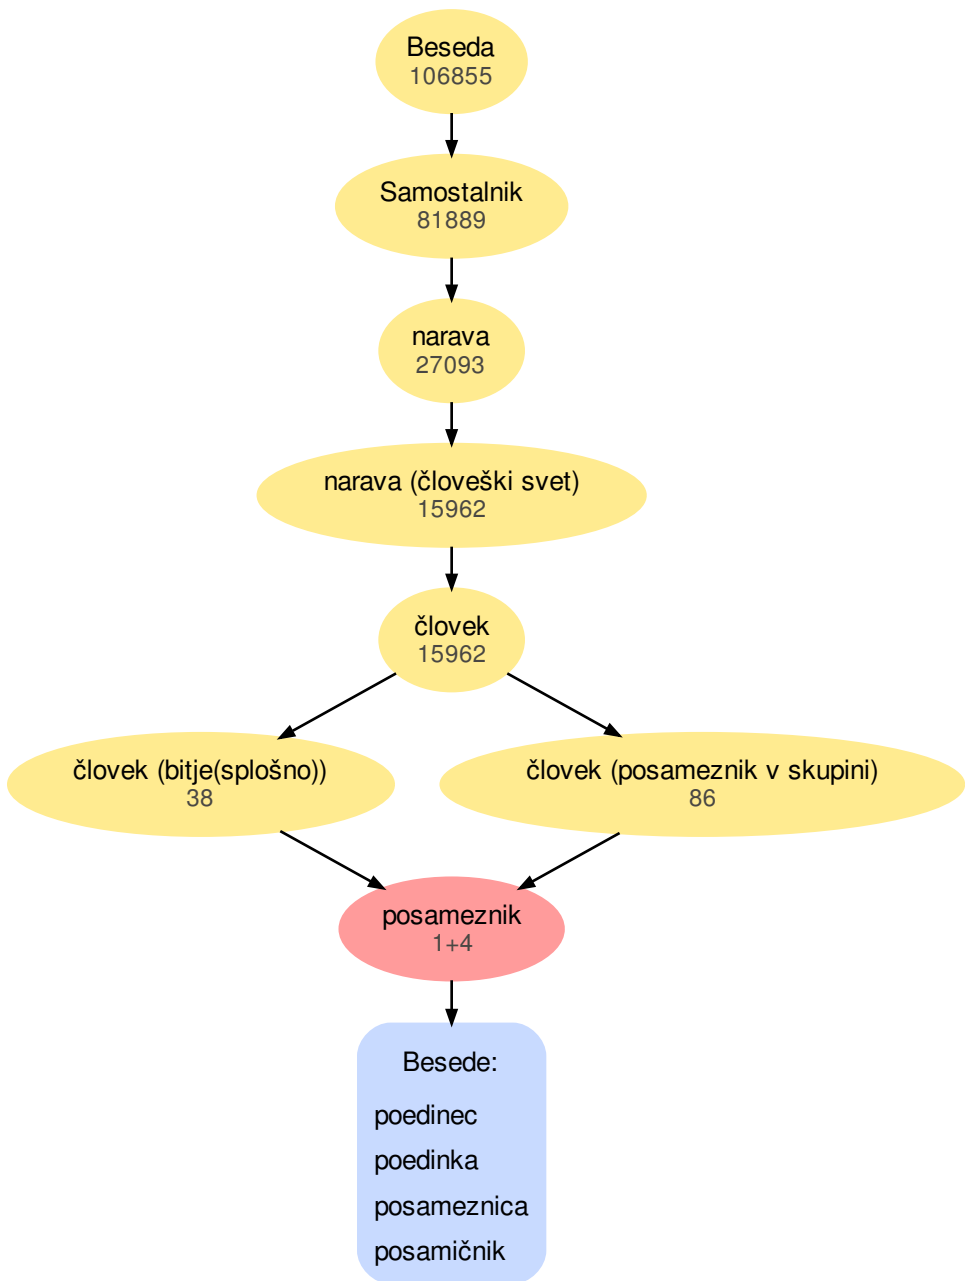 Beseda
106855
Samostalnik
81889
narava
27093
narava (človeški svet)
15962
človek
15962
človek (bitje(splošno))
38
človek (posameznik v skupini)
86
posameznik
1+4
Besede:
poedinec
poedinka
posameznica
posamičnik